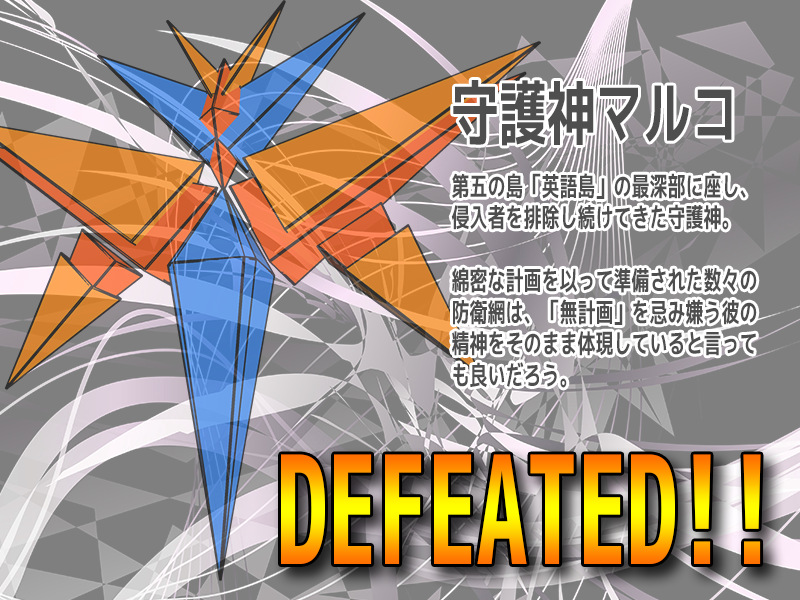 守護神マルコ
第五の島「英語島」の最深部に座し、
侵入者を排除し続けてきた守護神。
綿密な計画を以って準備された数々の
防衛網は、「無計画」を忌み嫌う彼の
精神をそのまま体現していると言って
も良いだろう。
DEFEATED!!